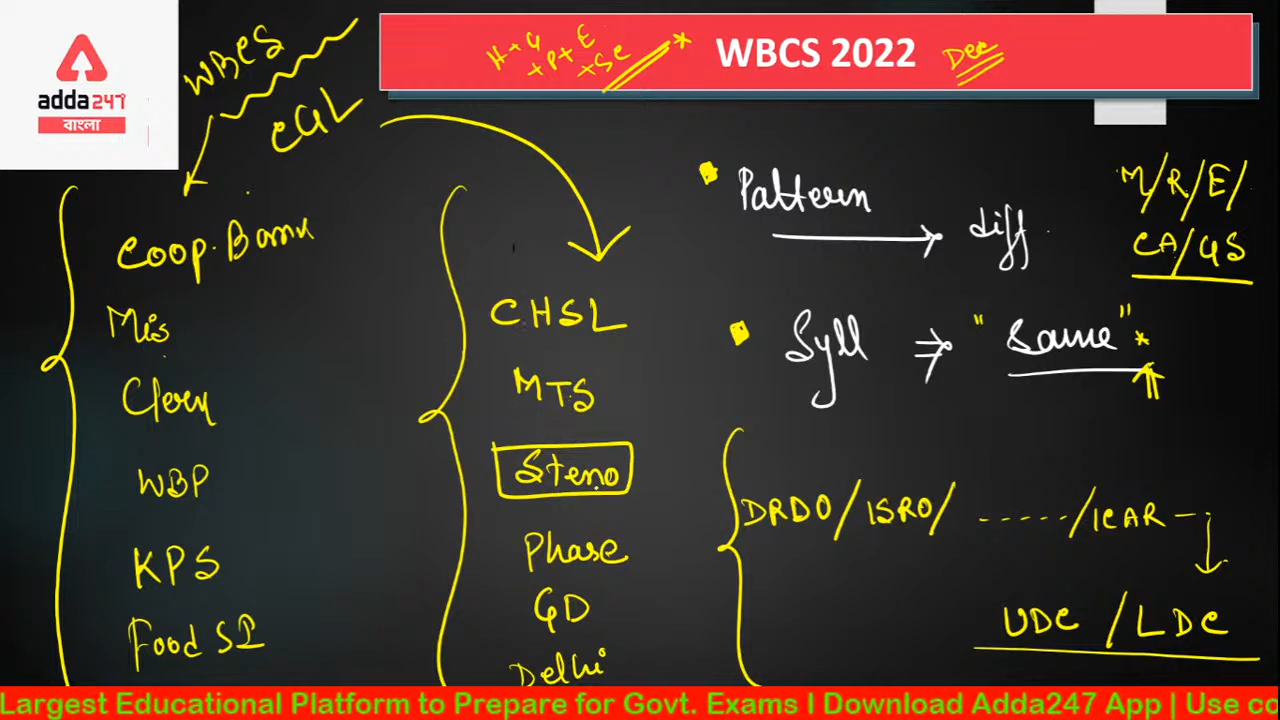 adda247
বাংলা
WBCS
CGL
H+G
+P+E
+Sc *
WBCS 2022
Dec
Coop. Bank
Mis
Clerk
WBP
KPS
Food SI
CHSL
MTS
Steno
Phase
GD
Delhi
Pattern → diff
M/R/E/
CA/GS
Syll ⇒ "Same" *
DRDO/ISRO/ ...... /ICAR
UDC / LDC
Largest Educational Platform to Prepare for Govt. Exams I Download Adda247 App | Use co